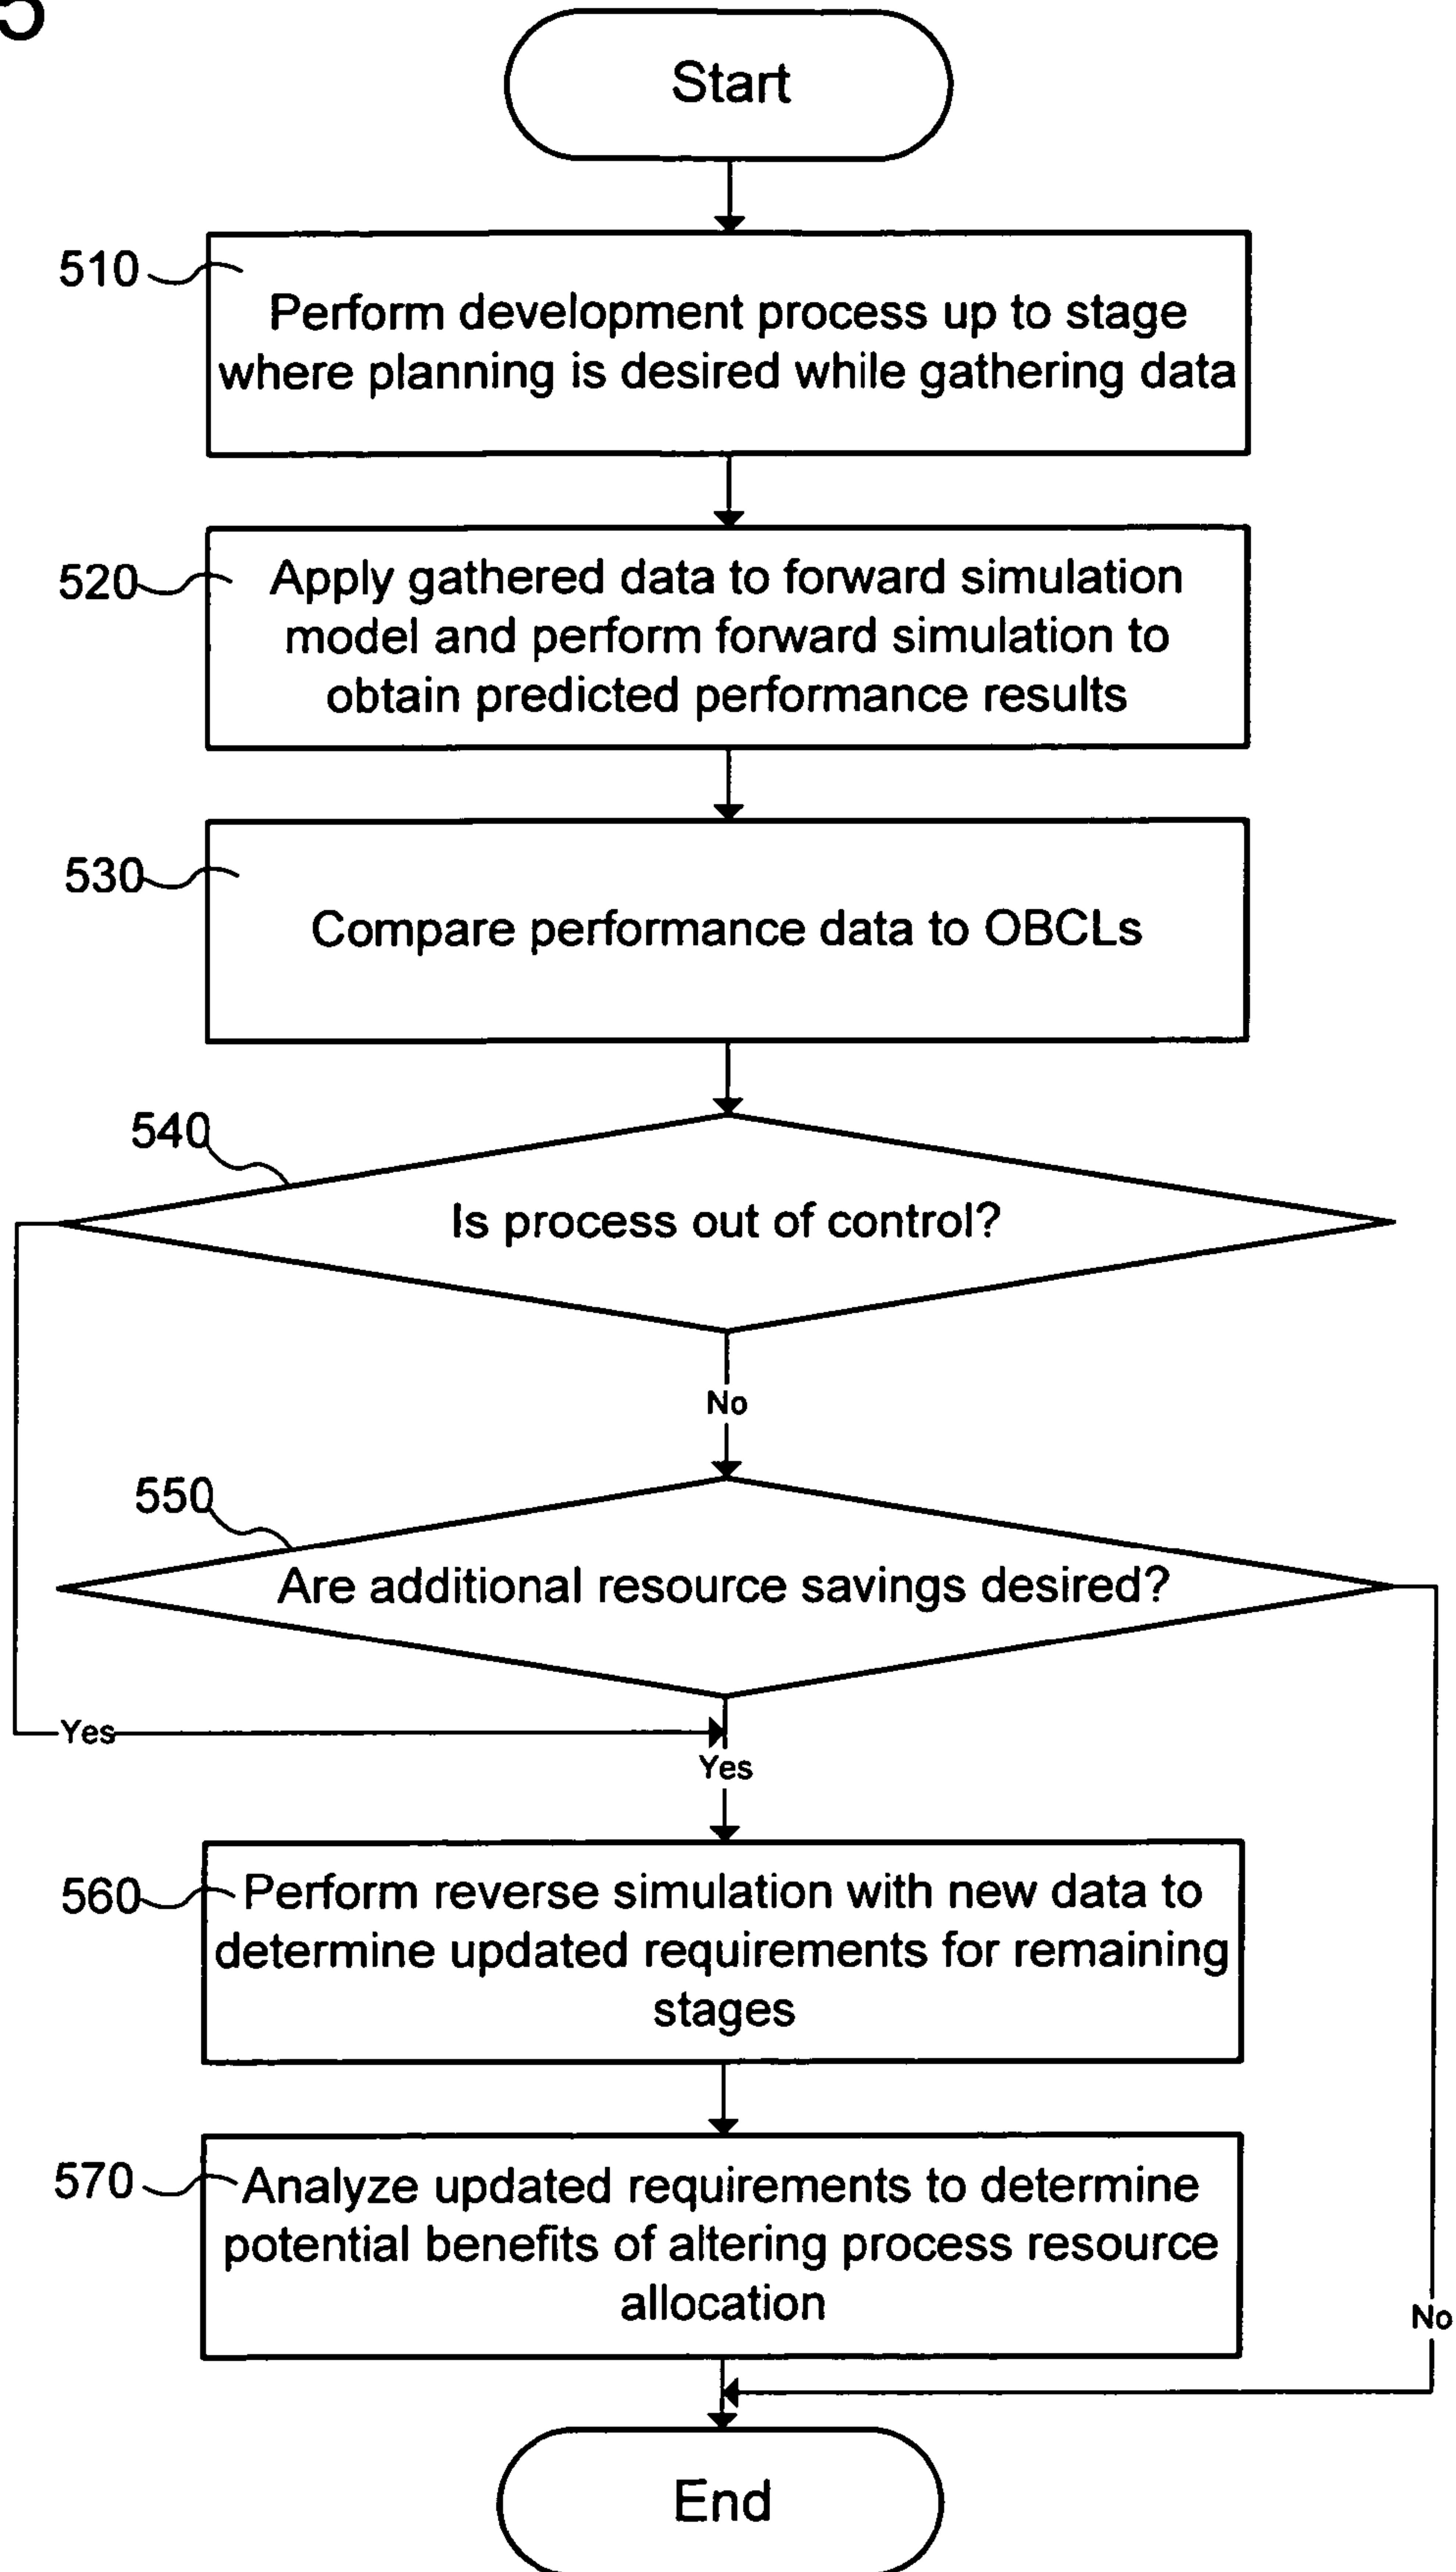 5
Start
510
Perform development process up to stage
where planning is desired while gathering data
520
Apply gathered data to forward simulation
model and perform forward simulation to
obtain predicted performance results
530
Compare performance data to OBCLs
540
Is process out of control?
No
550
Are additional resource savings desired?
Yes
Yes
560
Perform reverse simulation with new data to
determine updated requirements for remaining
stages
570
Analyze updated requirements to determine
potential benefits of altering process resource
allocation
No
End